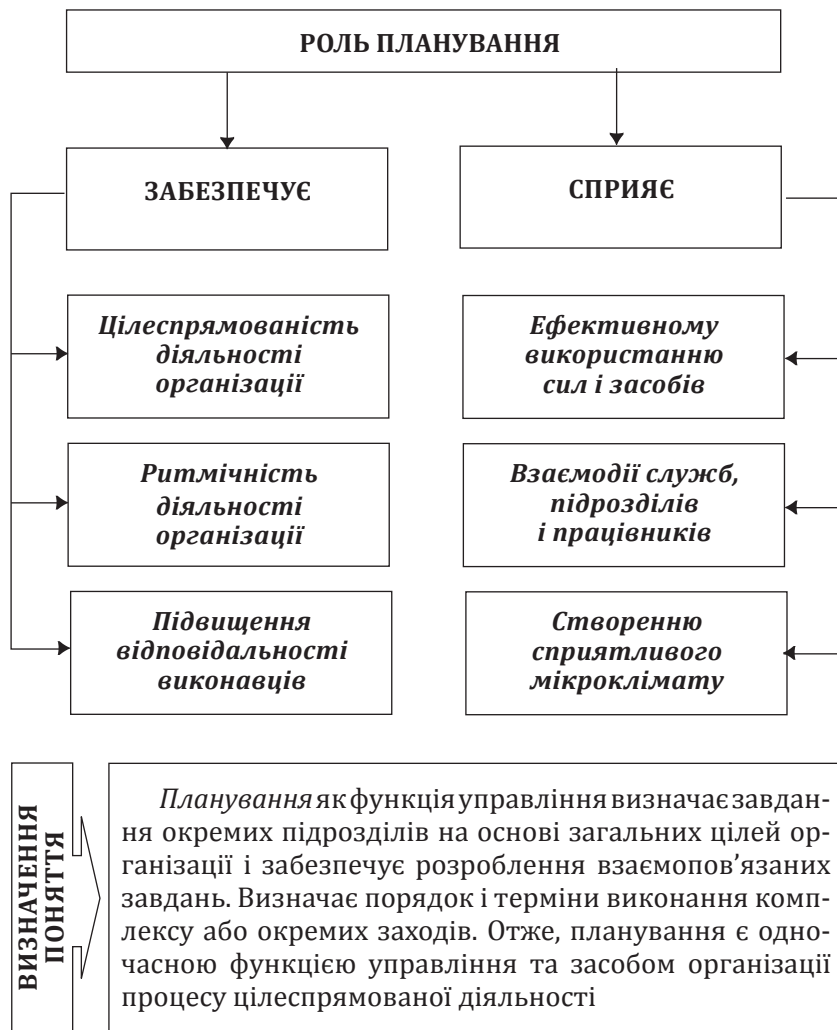 РОЛЬ ПЛАНУВАННЯ
ЗАБЕЗПЕЧУЄ
СПРИЯЄ
Цілеспрямованість
діяльності
організації
Ефективному
використанню
сил і засобів
Ритмічність
діяльності
організації
Взаємодії служб,
підрозділів
і працівників
Підвищення
відповідальності
виконавців
Створенню
сприятливого
мікроклімату
ВИЗНАЧЕННЯ
ПОНЯТТЯ
Планування як функція управління визначає завдан-
ня окремих підрозділів на основі загальних цілей ор-
ганізації і забезпечує розроблення взаємопов’язаних
завдань. Визначає порядок і терміни виконання комп-
лексу або окремих заходів. Отже, планування є одно-
часною функцією управління та засобом організації
процесу цілеспрямованої діяльності